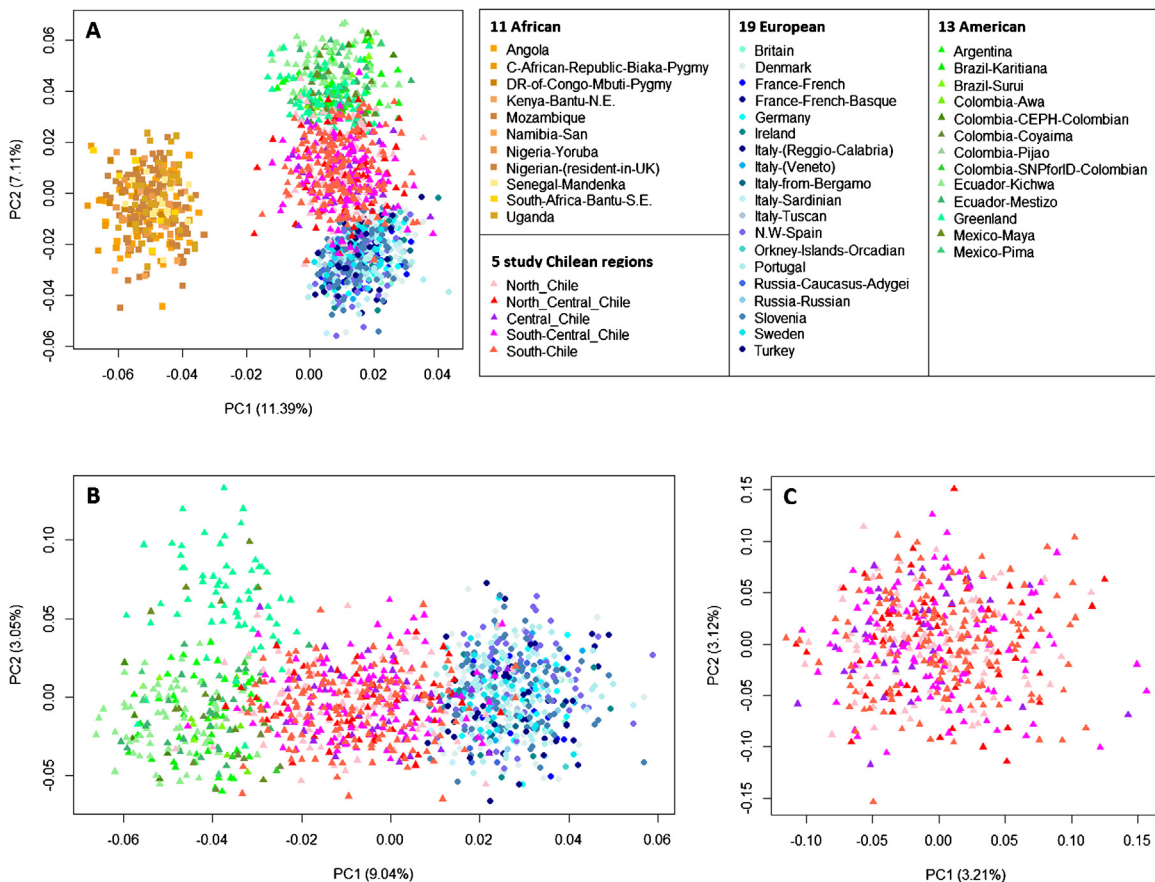 A
PC2 (7.11%)
0.06
0.04
0.02
0.00
-0.02
-0.04
-0.06
-0.06
-0.04
-0.02
0.00
0.02
0.04
PC1 (11.39%)
11 African
Angola
C-African-Republic-Biaka-Pygmy
DR-of-Congo-Mbuti-Pygmy
Kenya-Bantu-N.E.
Mozambique
Namibia-San
Nigeria-Yoruba
Nigerian-(resident-in-UK)
Senegal-Mandenka
South-Africa-Bantu-S.E.
Uganda
5 study Chilean regions
North_Chile
North_Central_Chile
Central_Chile
South-Central_Chile
South-Chile
19 European
Britain
Denmark
France-French
France-French-Basque
Germany
Ireland
Italy-(Reggio-Calabria)
Italy-(Veneto)
Italy-from-Bergamo
Italy-Sardinian
Italy-Tuscan
N.W-Spain
Orkney-Islands-Orcadian
Portugal
Russia-Caucasus-Adygei
Russia-Russian
Slovenia
Sweden
Turkey
13 American
Argentina
Brazil-Karitiana
Brazil-Surui
Colombia-Awa
Colombia-CEPH-Colombian
Colombia-Coyaima
Colombia-Pijao
Colombia-SNPforID-Colombian
Ecuador-Kichwa
Ecuador-Mestizo
Greenland
Mexico-Maya
Mexico-Pima
B
PC2 (3.05%)
0.10
0.05
0.00
-0.05
-0.06
-0.04
-0.02
0.00
0.02
0.04
0.06
PC1 (9.04%)
C
PC2 (3.12%)
0.15
0.10
0.05
0.00
-0.05
-0.10
-0.15
-0.10
-0.05
0.00
0.05
0.10
0.15
PC1 (3.21%)